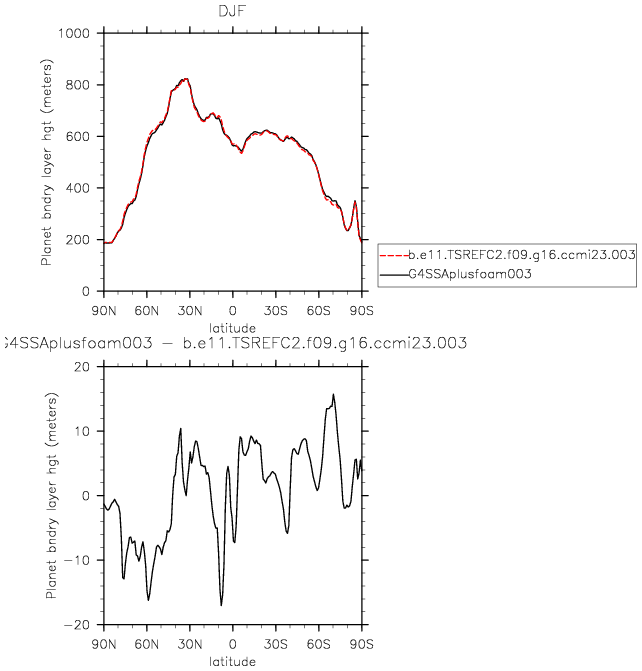 DJF
Planet bndry layer hgt (meters)
1000
800
600
400
200
0
90N 60N 30N 0 30S 60S 90S
latitude
b.e11.TSREFC2.f09.g16.ccmi23.003
G4SSAplusfoam003
G4SSAplusfoam003 - b.e11.TSREFC2.f09.g16.ccmi23.003
Planet bndry layer hgt (meters)
20
10
0
-10
-20
90N 60N 30N 0 30S 60S 90S
latitude